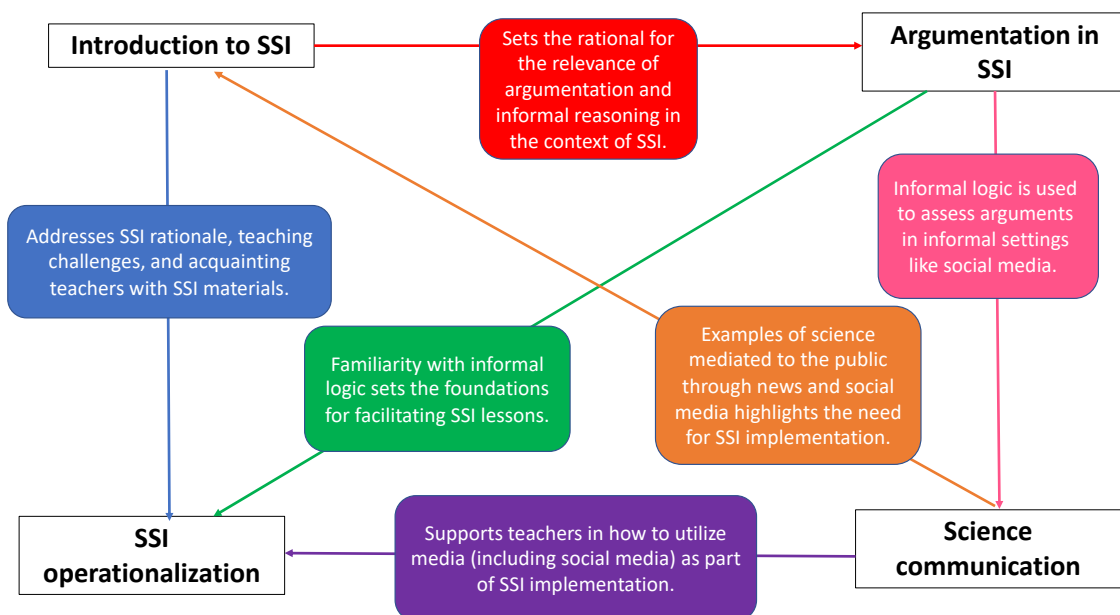 Introduction to SSI
Sets the rational for
the relevance of
argumentation and
informal reasoning in
the context of SSI.
Argumentation in
SSI
Addresses SSI rationale, teaching
challenges, and acquainting
teachers with SSI materials.
Informal logic is used
to assess arguments
in informal settings
like social media.
Familiarity with informal
logic sets the foundations
for facilitating SSI lessons.
Examples of science
mediated to the public
through news and social
media highlights the need
for SSI implementation.
SSI
operationalization
Supports teachers in how to utilize
media (including social media) as part
of SSI implementation.
Science
communication